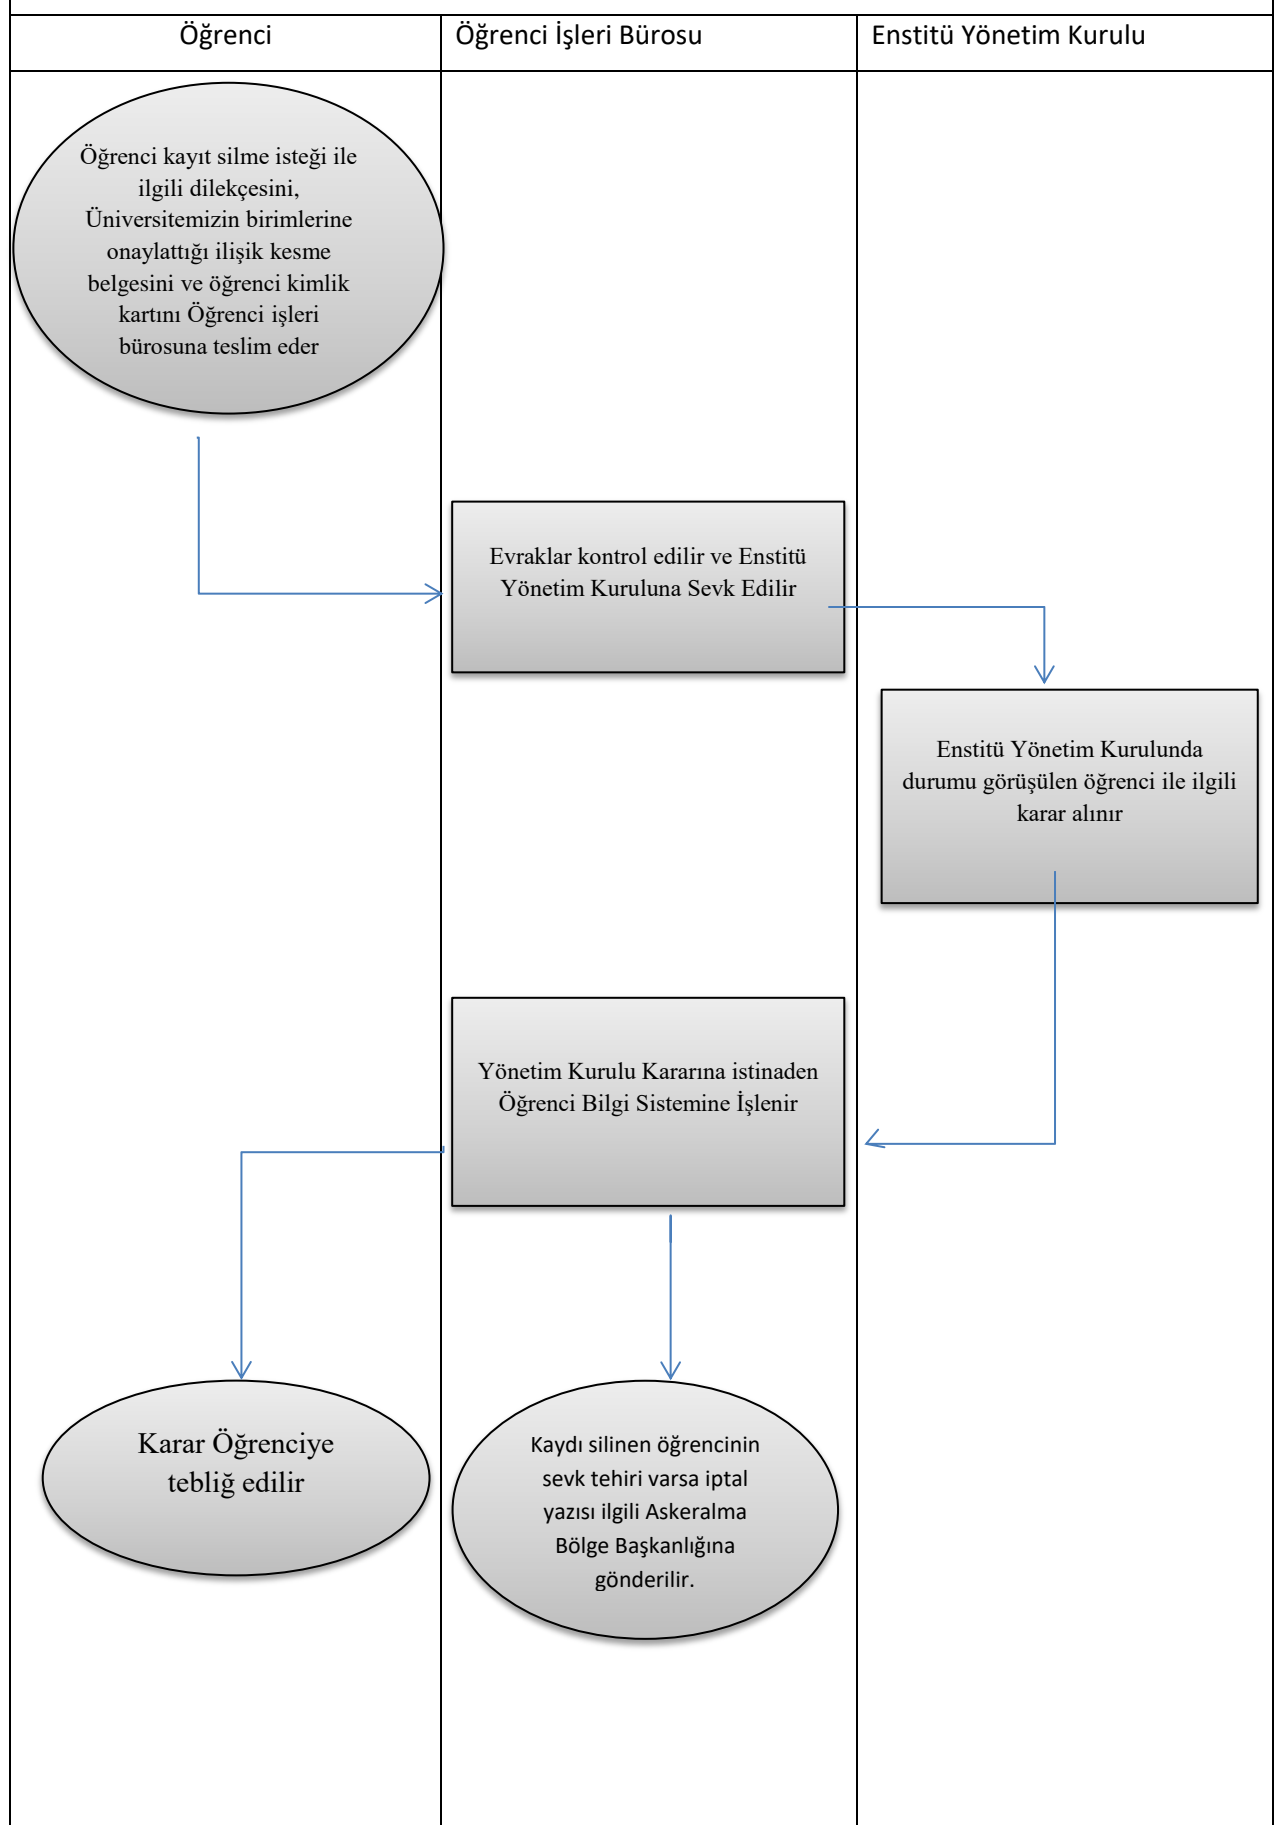 Öğrenci
Öğrenci İşleri Bürosu
Enstitü Yönetim Kurulu
Öğrenci kayıt silme isteği ile
ilgili dilekçesini,
Üniversitemizin birimlerine
onaylattığı ilişik kesme
belgesini ve öğrenci kimlik
kartını Öğrenci işleri
bürosuna teslim eder
Evraklar kontrol edilir ve Enstitü
Yönetim Kuruluna Sevk Edilir
Enstitü Yönetim Kurulunda
durumu görüşülen öğrenci ile ilgili
karar alınır
Yönetim Kurulu Kararına istinaden
Öğrenci Bilgi Sistemine İşlenir
Karar Öğrenciye
tebliğ edilir
Kaydı silinen öğrencinin
sevk tehiri varsa iptal
yazısı ilgili Askeralma
Bölge Başkanlığına
gönderilir.